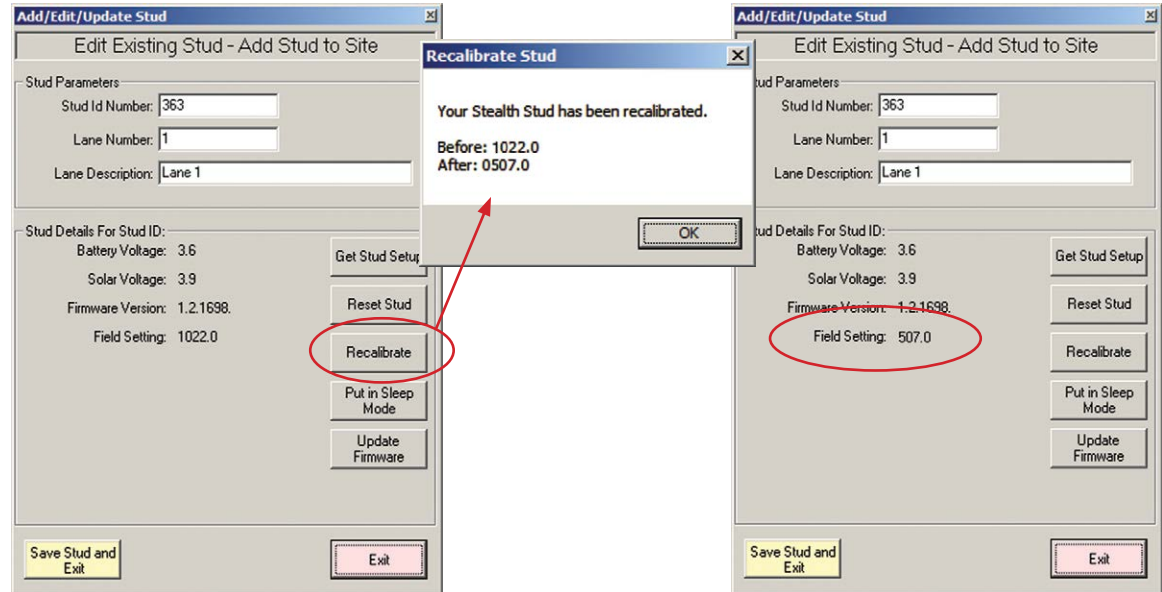 Add/Edit/Update Stud
Edit Existing Stud - Add Stud to Site
Stud Parameters
Stud Id Number: 363
Lane Number: 1
Lane Description: Lane 1
Stud Details For Stud ID:
Battery Voltage: 3.6
Solar Voltage: 3.9
Firmware Version: 1.2.1698.
Field Setting: 1022.0
Get Stud Setup
Reset Stud
Recalibrate
Put in Sleep
Mode
Update
Firmware
Save Stud and
Exit
Exit
Recalibrate Stud
Your Stealth Stud has been recalibrated.
Before: 1022.0
After: 0507.0
OK
Add/Edit/Update Stud
Edit Existing Stud - Add Stud to Site
tud Parameters
Stud Id Number: 363
Lane Number: 1
Lane Description: Lane 1
tud Details For Stud ID:
Battery Voltage: 3.6
Solar Voltage: 3.9
Firmware Version: 1.2.1698.
Field Setting: 507.0
Get Stud Setup
Reset Stud
Recalibrate
Put in Sleep
Mode
Update
Firmware
Save Stud and
Exit
Exit